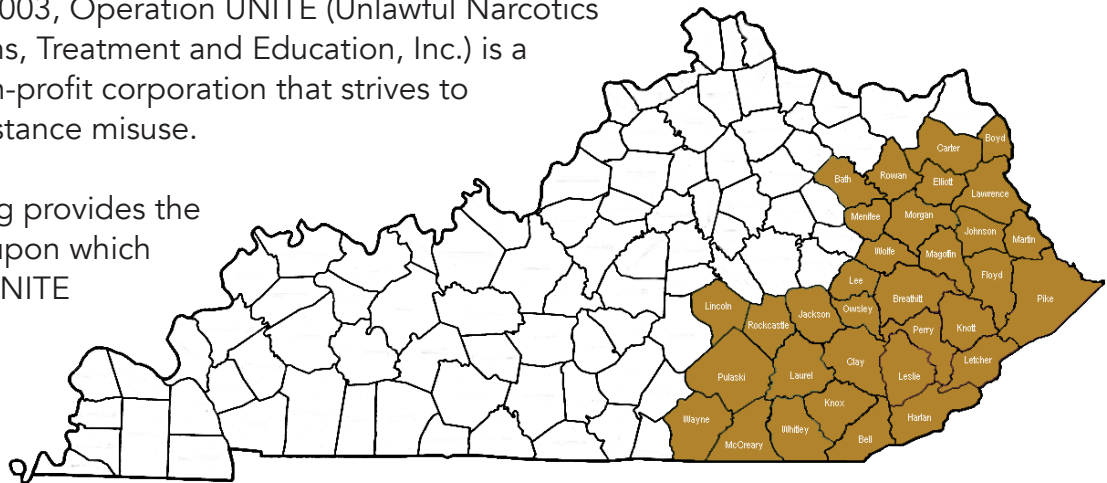 003, Operation UNITE (Unlawful Narcotics
s, Treatment and Education, Inc.) is a
-profit corporation that strives to
stance misuse.
g provides the
upon which
NITE
Boyd
Carter
Rowan
Bath
Elliott
Lawrence
Menifee
Morgan
Johnson
Martin
Wolfe
Magoffin
Floyd
Lee
Pike
Breathitt
Lincoln
Owsley
Jackson
Rockcastle
Perry
Knott
Letcher
Clay
Pulaski
Laurel
Leslie
Knox
Wayne
Harlan
Whitley
McCreary
Bell